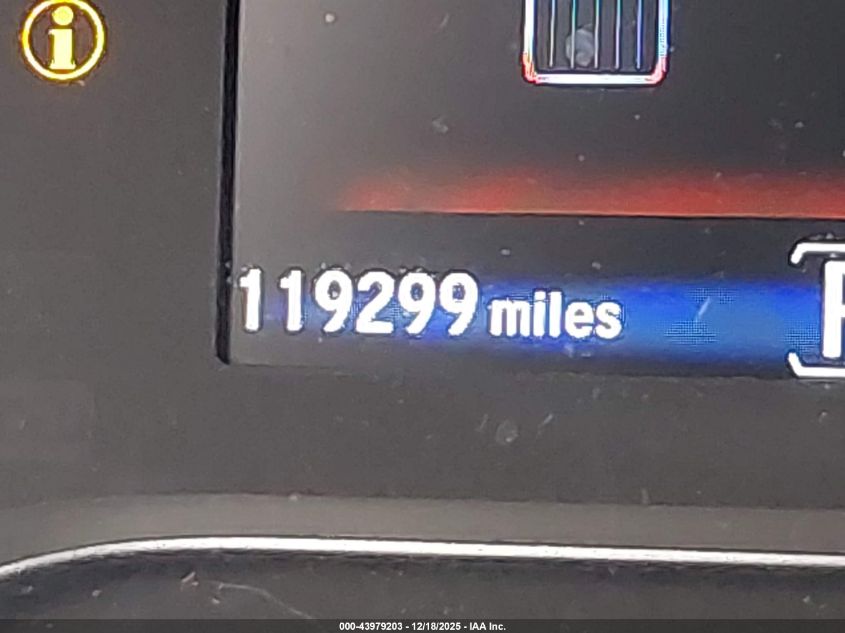 i
119299 miles
P
000-43979203 - 12/18/2025 - IAA Inc.